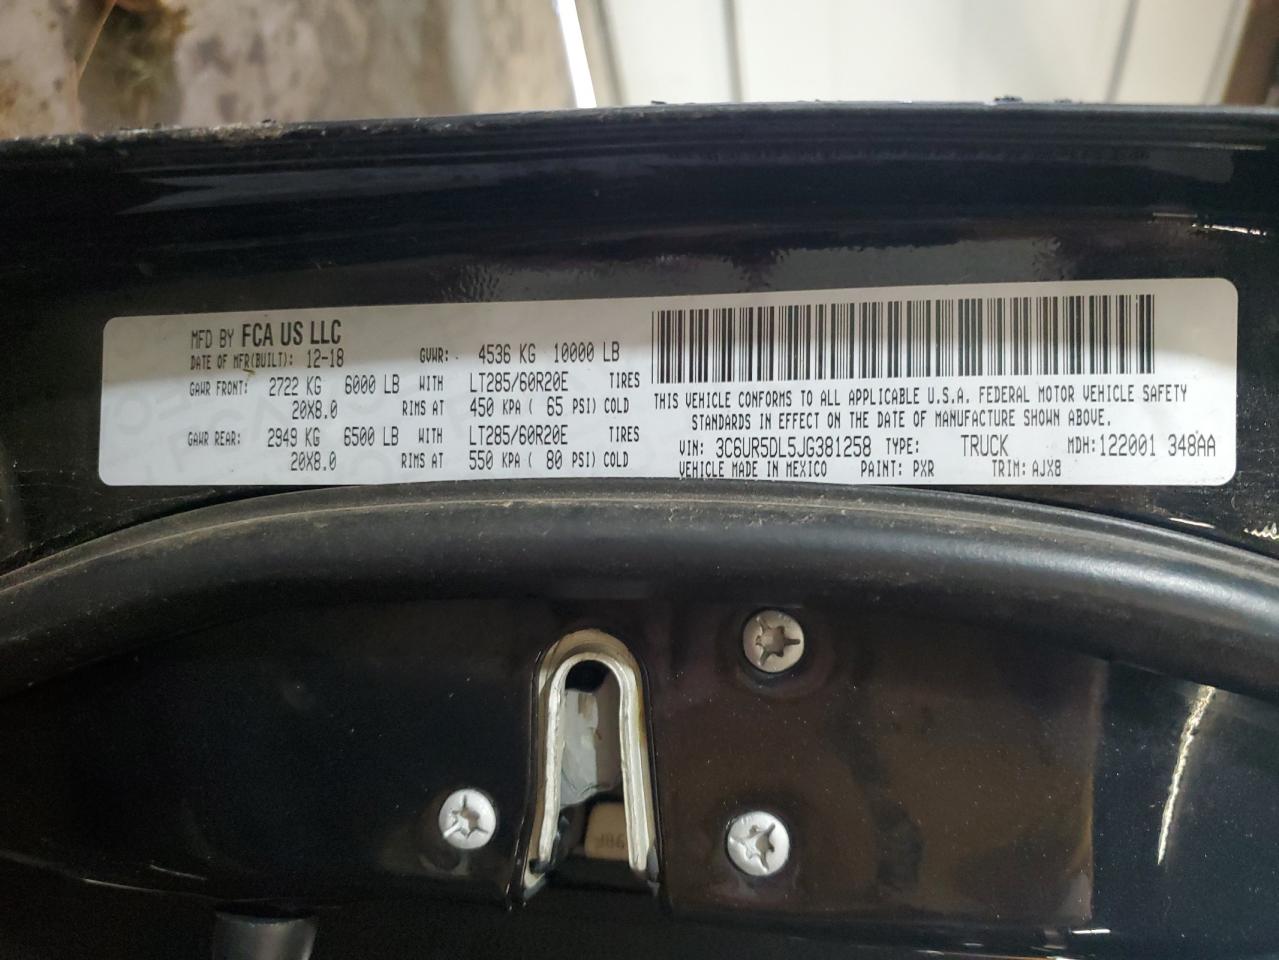 MFD BY FCA US LLC
DATE OF MFR(BUILT): 12-18 GVWR: 4536 KG 10000 LB
GAWR FRONT: 2722 KG 6000 LB WITH LT285/60R20E TIRES
20X8.0 RIMS AT 450 KPA ( 65 PSI) COLD
GAWR REAR: 2949 KG 6500 LB WITH LT285/60R20E TIRES
20X8.0 RIMS AT 550 KPA ( 80 PSI) COLD
THIS VEHICLE CONFORMS TO ALL APPLICABLE U.S.A. FEDERAL MOTOR VEHICLE SAFETY
STANDARDS IN EFFECT ON THE DATE OF MANUFACTURE SHOWN ABOVE.
VIN: 3C6UR5DL5JG381258 TYPE: TRUCK MDH: 122001 348AA
VEHICLE MADE IN MEXICO PAINT: PXR TRIM: AJX8